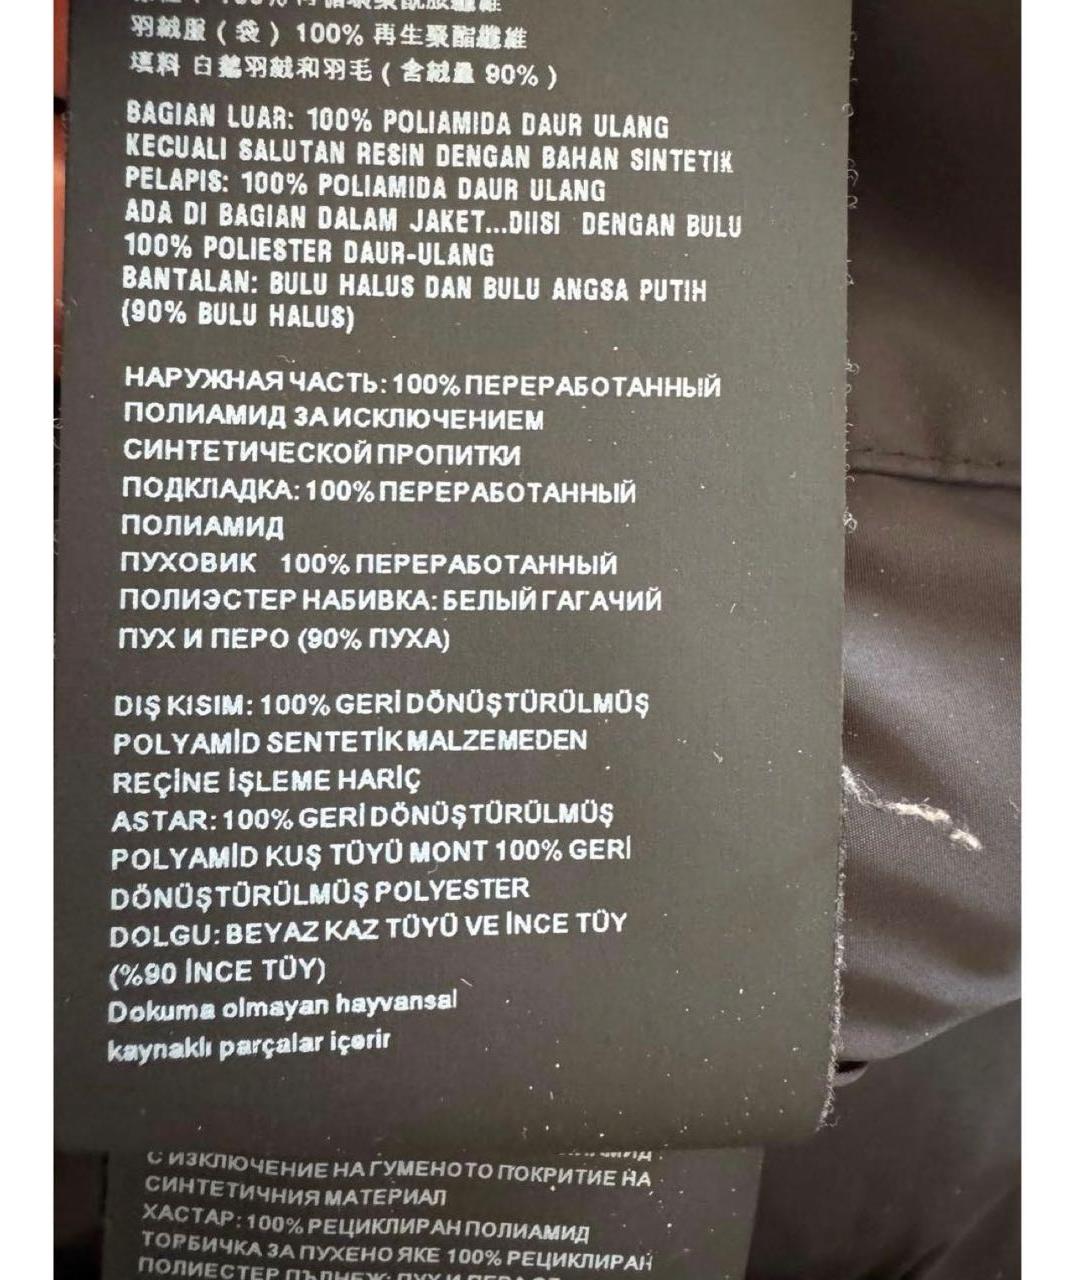 羽絨服（袋）100% 再生聚酯纖維
填料 白鵝羽絨和羽毛（含絨量 90%）
BAGIAN LUAR: 100% POLIAMIDA DAUR ULANG
KECUALI SALUTAN RESIN DENGAN BAHAN SINTETIK
PELAPIS: 100% POLIAMIDA DAUR ULANG
ADA DI BAGIAN DALAM JAKET...DIISI DENGAN BULU
100% POLIESTER DAUR-ULANG
BANTALAN: BULU HALUS DAN BULU ANGSA PUTIH
(90% BULU HALUS)
НАРУЖНАЯ ЧАСТЬ: 100% ПЕРЕРАБОТАННЫЙ
ПОЛИАМИД ЗА ИСКЛЮЧЕНИЕМ
СИНТЕТИЧЕСКОЙ ПРОПИТКИ
ПОДКЛАДКА: 100% ПЕРЕРАБОТАННЫЙ
ПОЛИАМИД
ПУХОВИК 100% ПЕРЕРАБОТАННЫЙ
ПОЛИЭСТЕР НАБИВКА: БЕЛЫЙ ГАГАЧИЙ
ПУХ И ПЕРО (90% ПУХА)
DIŞ KISIM: 100% GERİ DÖNÜŞTÜRÜLMÜŞ
POLYAMİD SENTETİK MALZEMEDEN
REÇİNE İŞLEME HARİÇ
ASTAR: 100% GERİ DÖNÜŞTÜRÜLMÜŞ
POLYAMİD KUŞ TÜYÜ MONT 100% GERİ
DÖNÜŞTÜRÜLMÜŞ POLYESTER
DOLGU: BEYAZ KAZ TÜYÜ VE İNCE TÜY
(%90 İNCE TÜY)
Dokuma olmayan hayvansal
kaynaklı parçalar içerir
С ИЗКЛЮЧЕНИЕ НА ГУМЕНОТО ПОКРИТИЕ НА
СИНТЕТИЧНИЯ МАТЕРИАЛ
ХАСТАР: 100% РЕЦИКЛИРАН ПОЛИАМИД
ТОРБИЧКА ЗА ПУХЕНО ЯКЕ 100% РЕЦИКЛИРАН
ПОЛИЕСТЕР ПЪЛНЕЖ: ПУХ И